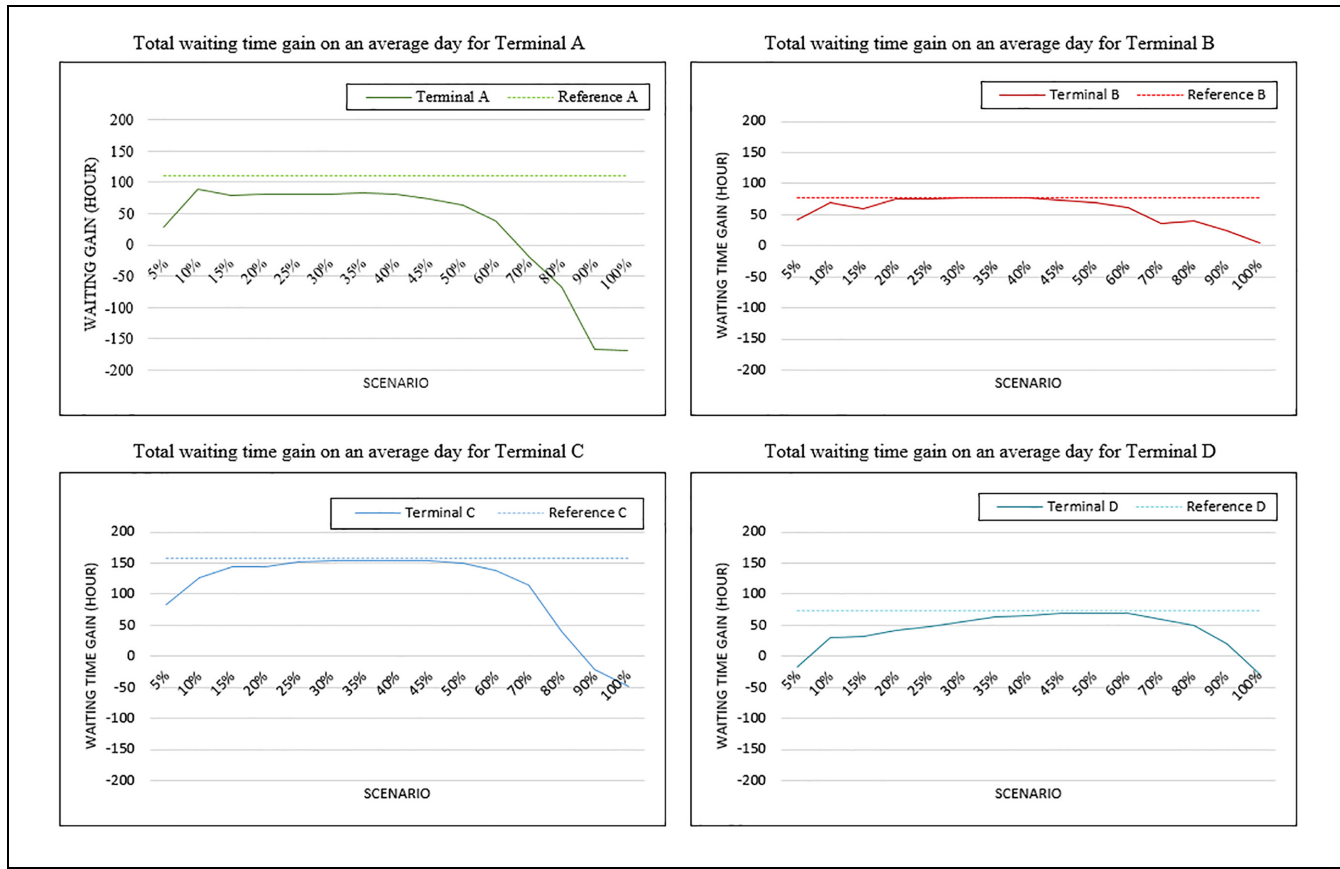 Total waiting time gain on an average day for Terminal A
Terminal A Reference A
WAITING GAIN (HOUR)
200
150
100
50
0
-50
-100
-150
-200
5% 10% 15% 20% 25% 30% 35% 40% 45% 50% 60% 70% 80% 90% 100%
SCENARIO
Total waiting time gain on an average day for Terminal B
Terminal B Reference B
WAITING TIME GAIN (HOUR)
200
150
100
50
0
-50
-100
-150
-200
5% 10% 15% 20% 25% 30% 35% 40% 45% 50% 60% 70% 80% 90% 100%
SCENARIO
Total waiting time gain on an average day for Terminal C
Terminal C Reference C
WAITING TIME GAIN (HOUR)
200
150
100
50
0
-50
-100
-150
-200
5% 10% 15% 20% 25% 30% 35% 40% 45% 50% 60% 70% 80% 90% 100%
SCENARIO
Total waiting time gain on an average day for Terminal D
Terminal D Reference D
WAITING TIME GAIN (HOUR)
200
150
100
50
0
-50
-100
-150
-200
5% 10% 15% 20% 25% 30% 35% 40% 45% 50% 60% 70% 80% 90% 100%
SCENARIO